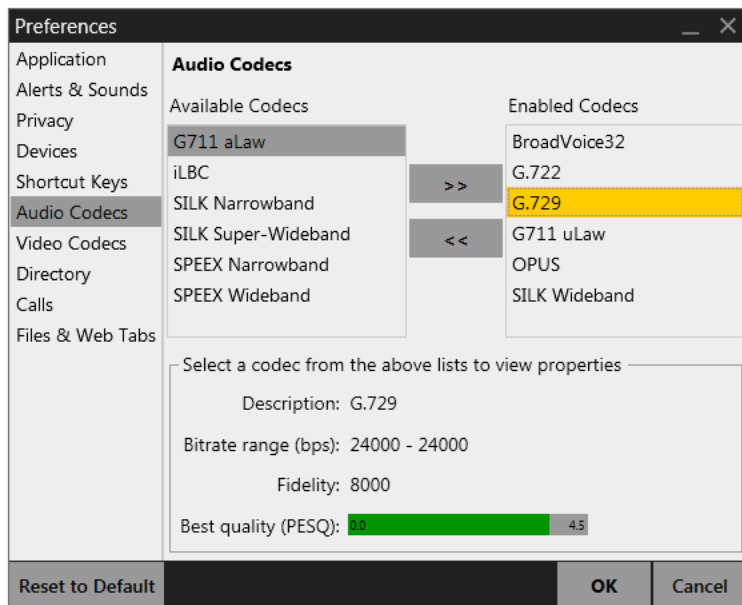 Preferences
Application
Alerts & Sounds
Privacy
Devices
Shortcut Keys
Audio Codecs
Video Codecs
Directory
Calls
Files & Web Tabs
Audio Codecs
Available Codecs
G711 aLaw
iLBC
SILK Narrowband
SILK Super-Wideband
SPEEX Narrowband
SPEEX Wideband
>>
<<
Enabled Codecs
BroadVoice32
G.722
G.729
G711 uLaw
OPUS
SILK Wideband
Select a codec from the above lists to view properties
Description: G.729
Bitrate range (bps): 24000 - 24000
Fidelity: 8000
Best quality (PESQ): 0.0 4.5
Reset to Default
OK
Cancel